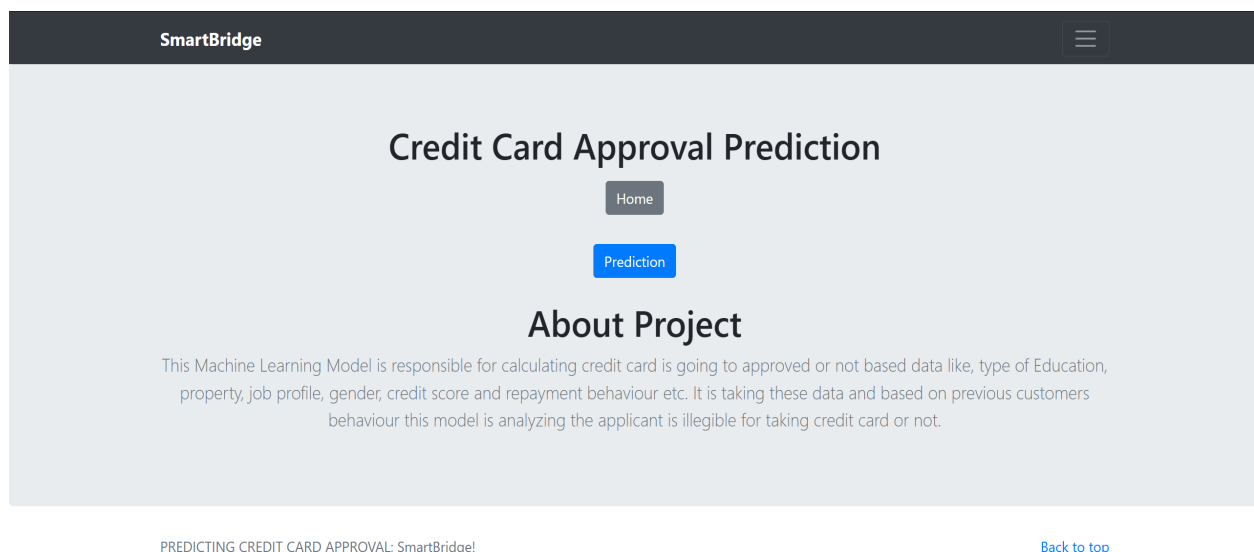 SmartBridge
Credit Card Approval Prediction
Home
Prediction
About Project
This Machine Learning Model is responsible for calculating credit card is going to approved or not based data like, type of Education,
property, job profile, gender, credit score and repayment behaviour etc. It is taking these data and based on previous customers
behaviour this model is analyzing the applicant is illegible for taking credit card or not.
PREDICTING CREDIT CARD APPROVAL: SmartBridge!
Back to top